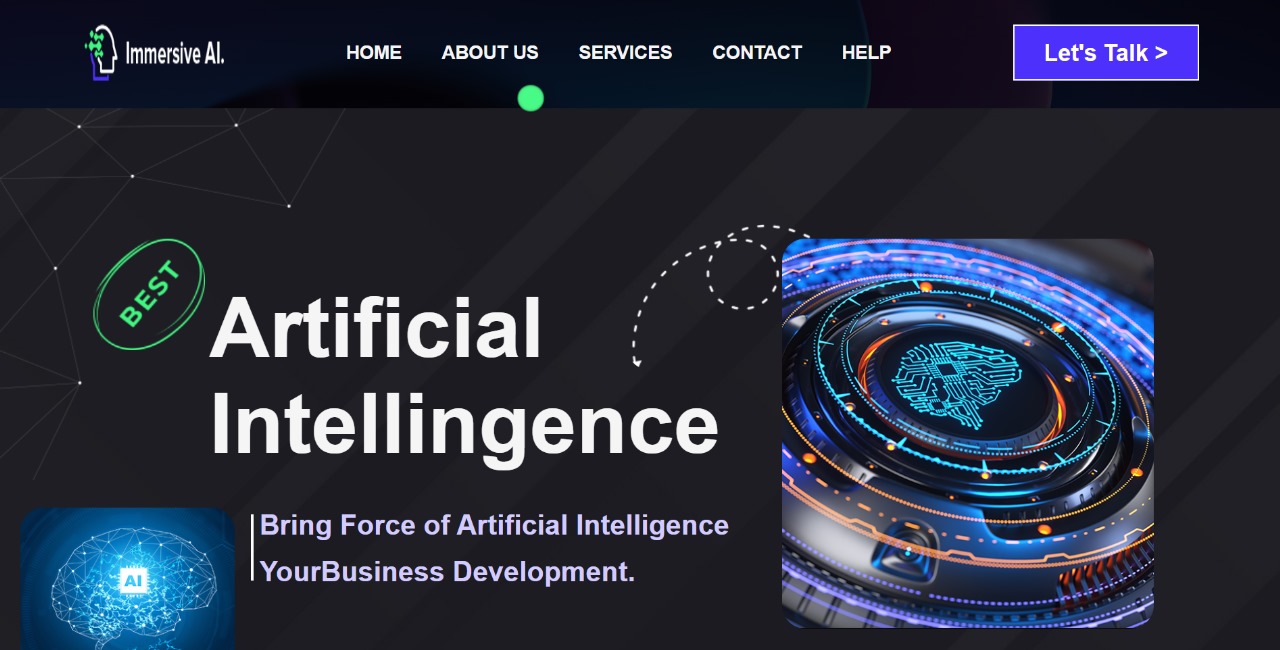 Immersive AI.
HOME ABOUT US SERVICES CONTACT HELP
Let's Talk >
BEST
Artificial
Intellingence
Bring Force of Artificial Intelligence
YourBusiness Development.
AI